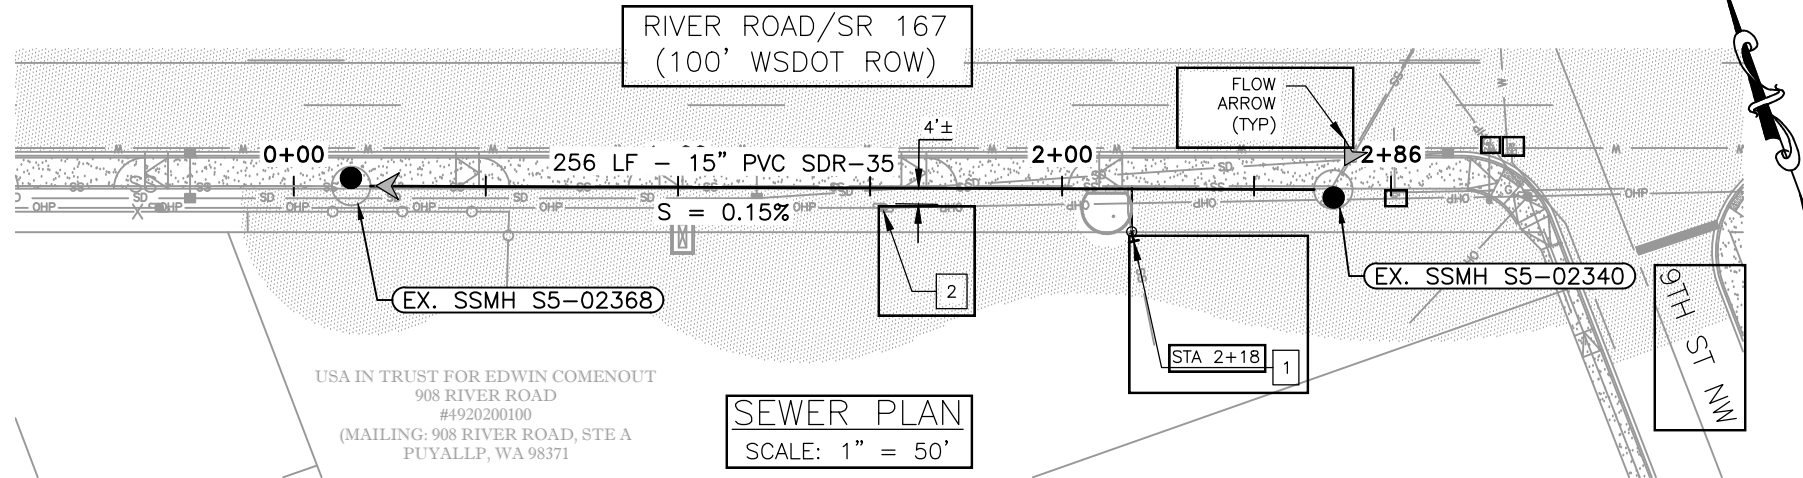 RIVER ROAD/SR 167
(100' WSDOT ROW)
FLOW
ARROW
(TYP)
4'±
0+00
256 LF - 15" PVC SDR-35
2+00
2+86
S = 0.15%
SS
SD
OHP
W
X
EX. SSMH S5-02368
2
EX. SSMH S5-02340
STA 2+18
1
9TH ST NW
USA IN TRUST FOR EDWIN COMENOUT
908 RIVER ROAD
#4920200100
(MAILING: 908 RIVER ROAD, STE A
PUYALLP, WA 98371
SEWER PLAN
SCALE: 1" = 50'